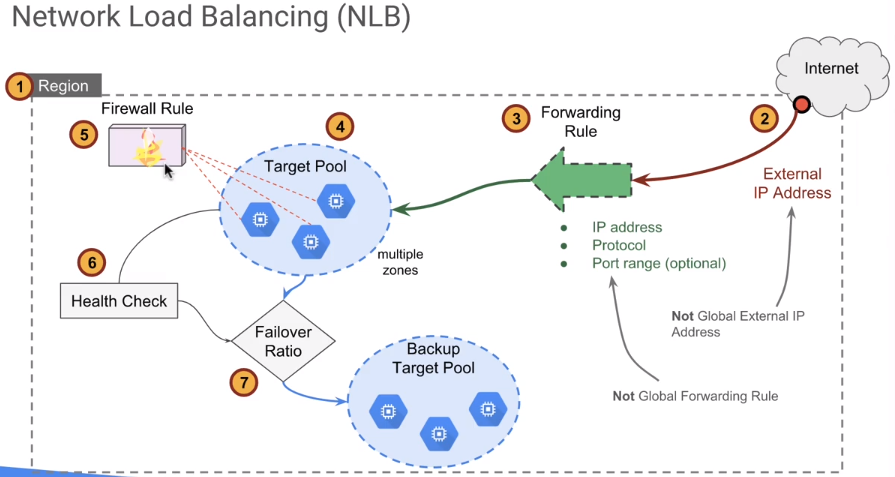 Network Load Balancing (NLB)
Internet
1
Region
Firewall Rule
5
4
Target Pool
multiple
zones
3
Forwarding
Rule
2
External
IP Address
• IP address
• Protocol
• Port range (optional)
6
Health Check
Failover
Ratio
7
Backup
Target Pool
Not Global External IP
Address
Not Global Forwarding Rule